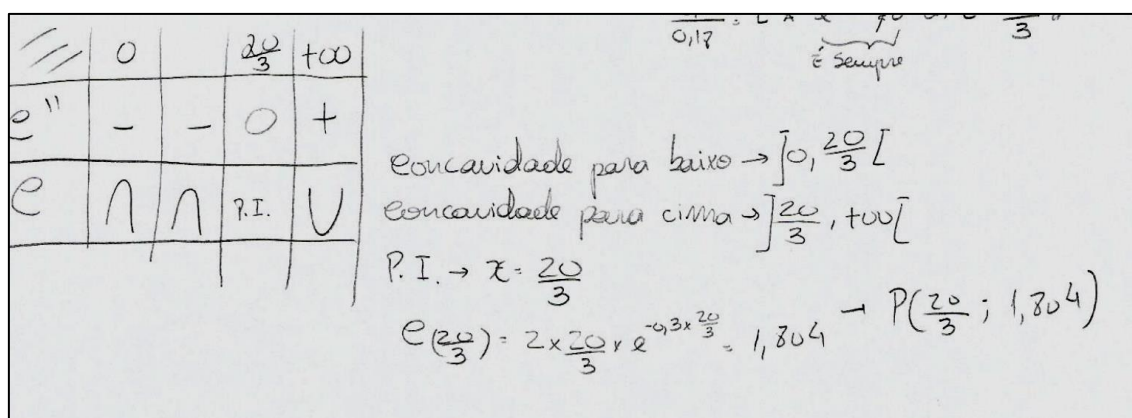 0 20/3 +∞
e'' - - 0 +
e ∩ ∩ P.I. ∪
0,18
É sempre
3
concavidade para baixo → ]0, 20/3[
concavidade para cima → ]20/3, +∞[
P.I. → x = 20/3
e(20/3) = 2 × 20/3 × e^-0,3×20/3 = 1,804 → P(20/3 ; 1,804)